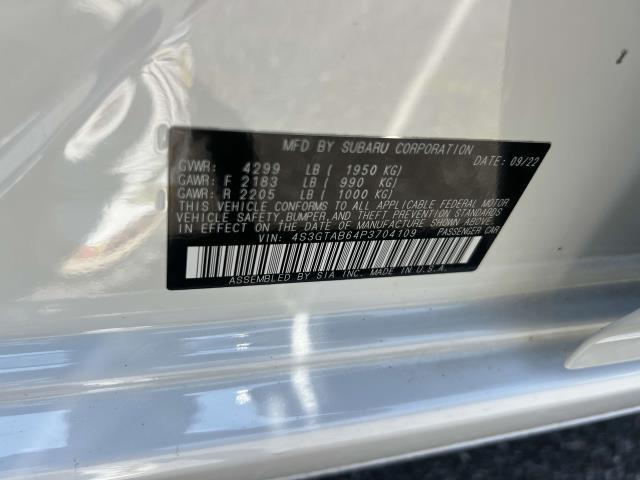 MFD BY SUBARU CORPORATION
GVWR: 4299 LB ( 1950 KG) DATE: 09/22
GAWR: F 2183 LB ( 990 KG)
GAWR: R 2205 LB ( 1000 KG)
THIS VEHICLE CONFORMS TO ALL APPLICABLE FEDERAL MOTOR
VEHICLE SAFETY, BUMPER, AND THEFT PREVENTION STANDARDS
IN EFFECT ON THE DATE OF MANUFACTURE SHOWN ABOVE.
VIN: 4S3GTAB64P3704109 PASSENGER CAR
ASSEMBLED BY SIA INC. MADE IN U.S.A.